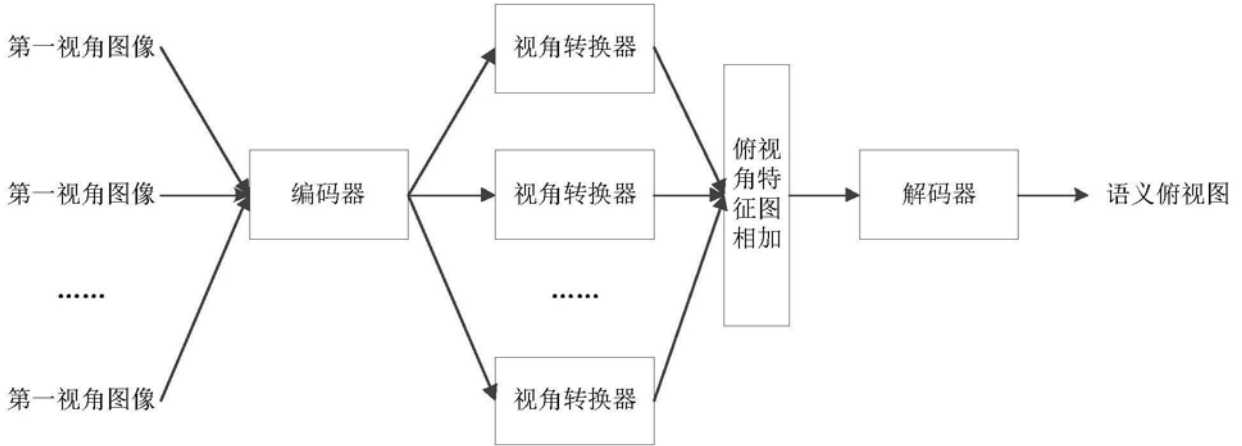 第一视角图像
视角转换器
第一视角图像
编码器
视角转换器
俯视
角特
征图
相加
解码器
语义俯视图
……
……
第一视角图像
视角转换器